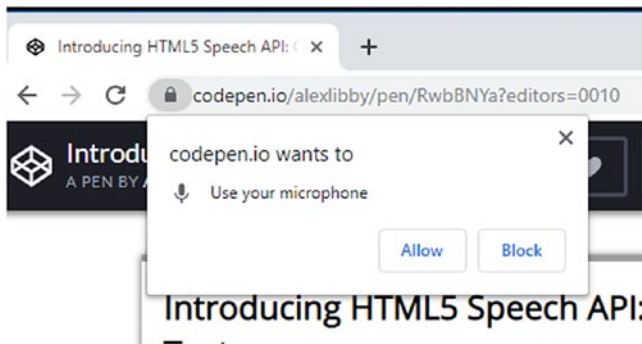 Introducing HTML5 Speech API:
codepen.io/alexlibby/pen/RwbBNYa?editors=0010
Introdu
A PEN BY
codepen.io wants to
Use your microphone
Allow Block
Introducing HTML5 Speech API: